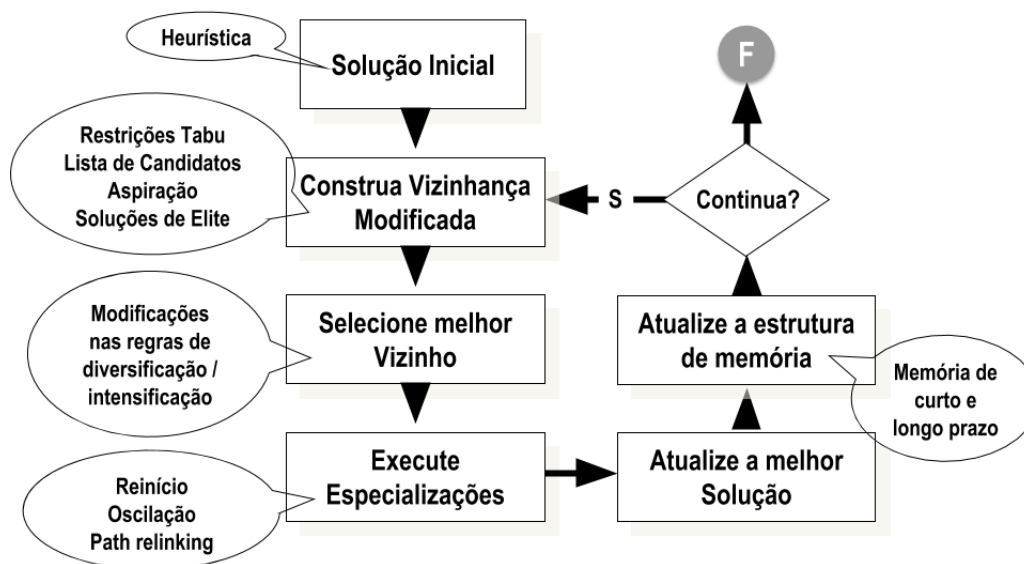 Heurística
Solução Inicial
F
Restrições Tabu
Lista de Candidatos
Aspiração
Soluções de Elite
Construa Vizinhança
Modificada
S
Continua?
Modificações
nas regras de
diversificação /
intensificação
Selecione melhor
Vizinho
Atualize a estrutura
de memória
Memória de
curto e
longo prazo
Reinício
Oscilação
Path relinking
Execute
Especializações
Atualize a melhor
Solução